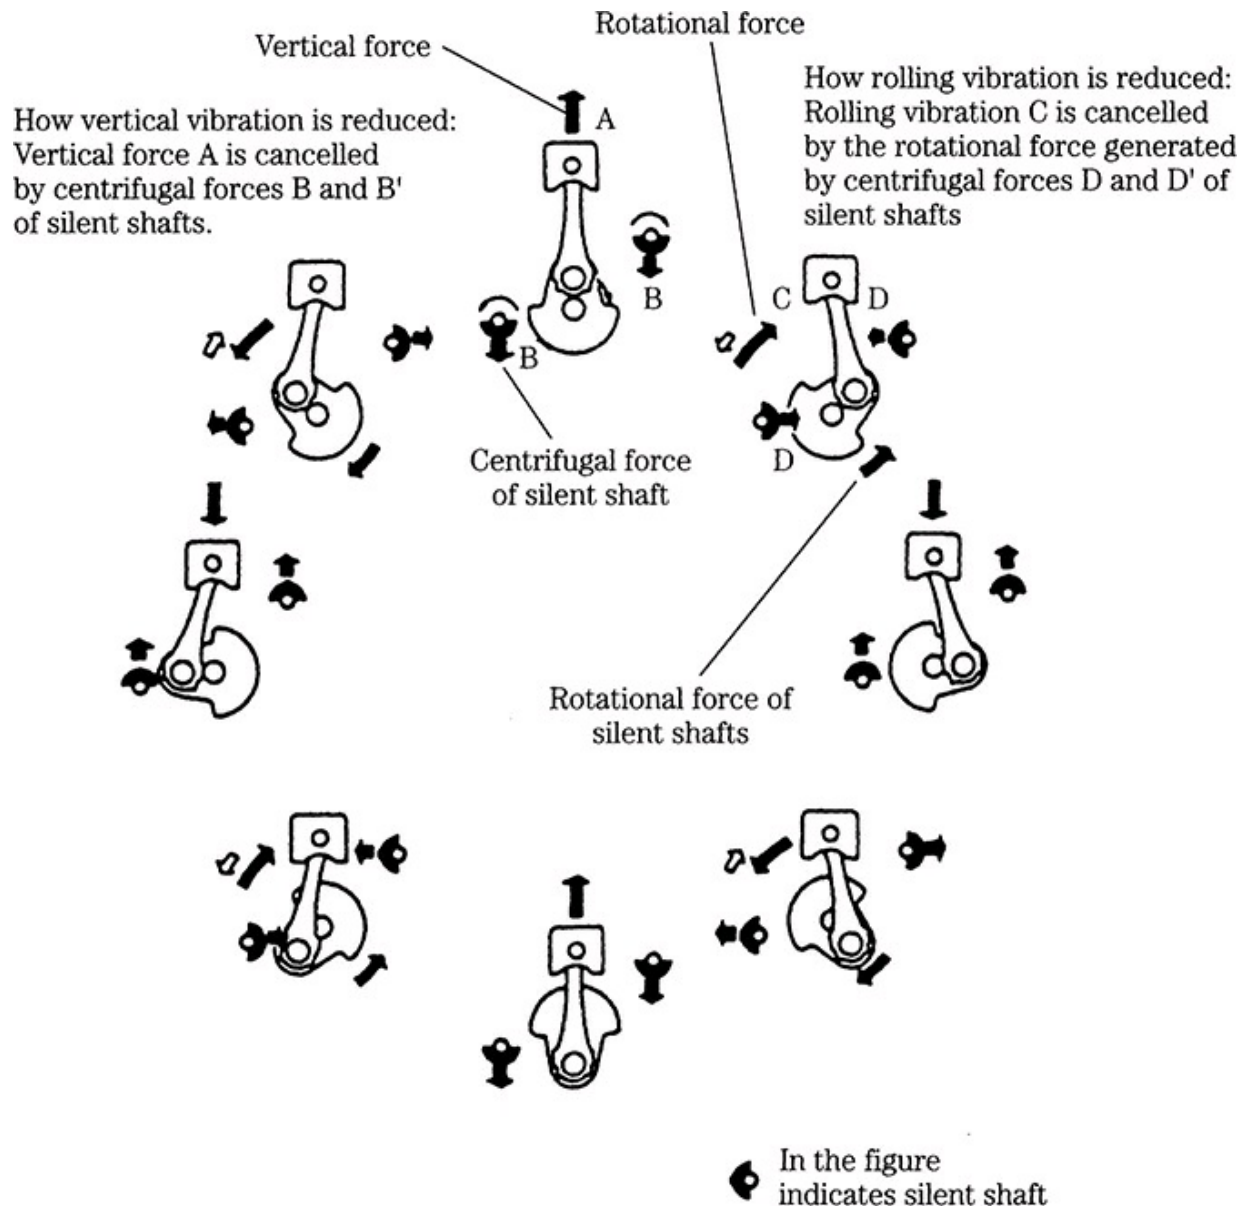 Rotational force
Vertical force
How vertical vibration is reduced:
Vertical force A is cancelled
by centrifugal forces B and B'
of silent shafts.
How rolling vibration is reduced:
Rolling vibration C is cancelled
by the rotational force generated
by centrifugal forces D and D' of
silent shafts
A
B
B
C
D
D
Centrifugal force
of silent shaft
Rotational force of
silent shafts
In the figure
indicates silent shaft